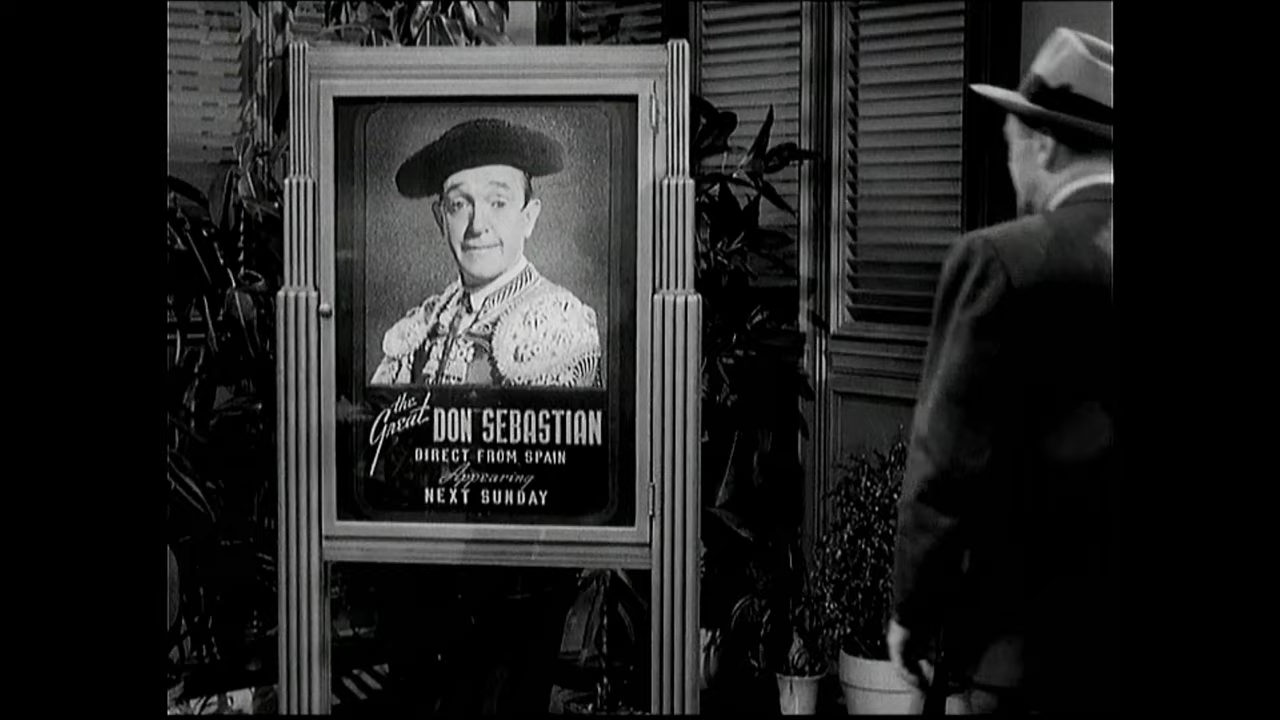 the
Great DON SEBASTIAN
DIRECT FROM SPAIN
Appearing
NEXT SUNDAY